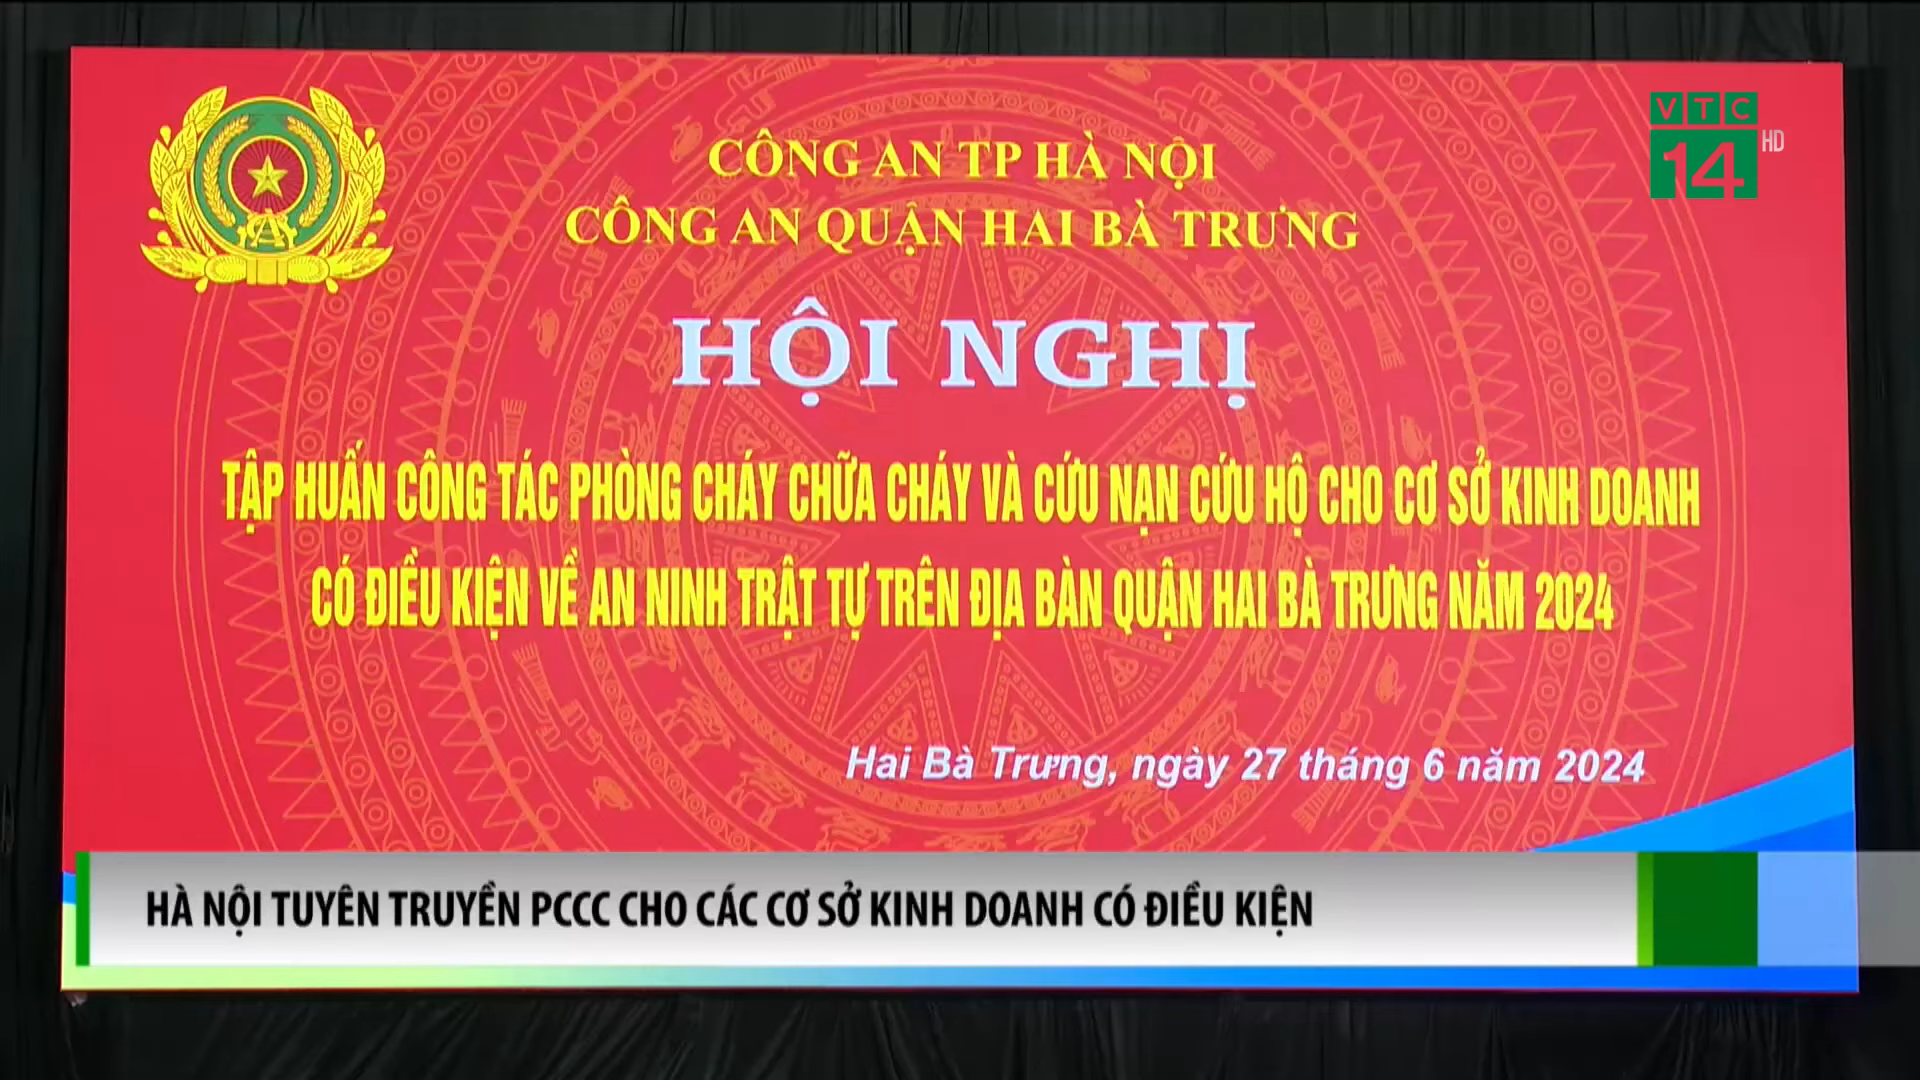 CÔNG AN TP HÀ NỘI
CÔNG AN QUẬN HAI BÀ TRƯNG
VTC
14 HD
HỘI NGHỊ
TẬP HUẤN CÔNG TÁC PHÒNG CHÁY CHỮA CHÁY VÀ CỨU NẠN CỨU HỘ CHO CƠ SỞ KINH DOANH
CÓ ĐIỀU KIỆN VỀ AN NINH TRẬT TỰ TRÊN ĐỊA BÀN QUẬN HAI BÀ TRƯNG NĂM 2024
Hai Bà Trưng, ngày 27 tháng 6 năm 2024
HÀ NỘI TUYÊN TRUYỀN PCCC CHO CÁC CƠ SỞ KINH DOANH CÓ ĐIỀU KIỆN